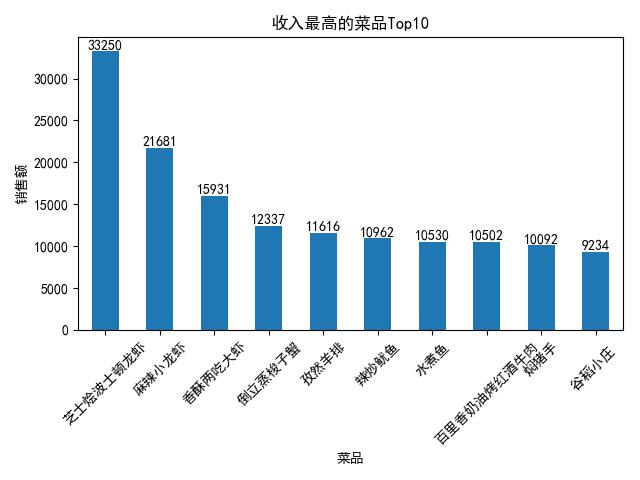 收入最高的菜品Top10
销售额
30000
25000
20000
15000
10000
5000
0
33250
21681
15931
12337
11616
10962
10530
10502
10092
9234
芝士烩波士顿龙虾
麻辣小龙虾
香酥两吃大虾
倒立蒸梭子蟹
孜然羊排
辣炒鱿鱼
水煮鱼
百里香奶油烤红酒牛肉
焖猪手
谷稻小庄
菜品